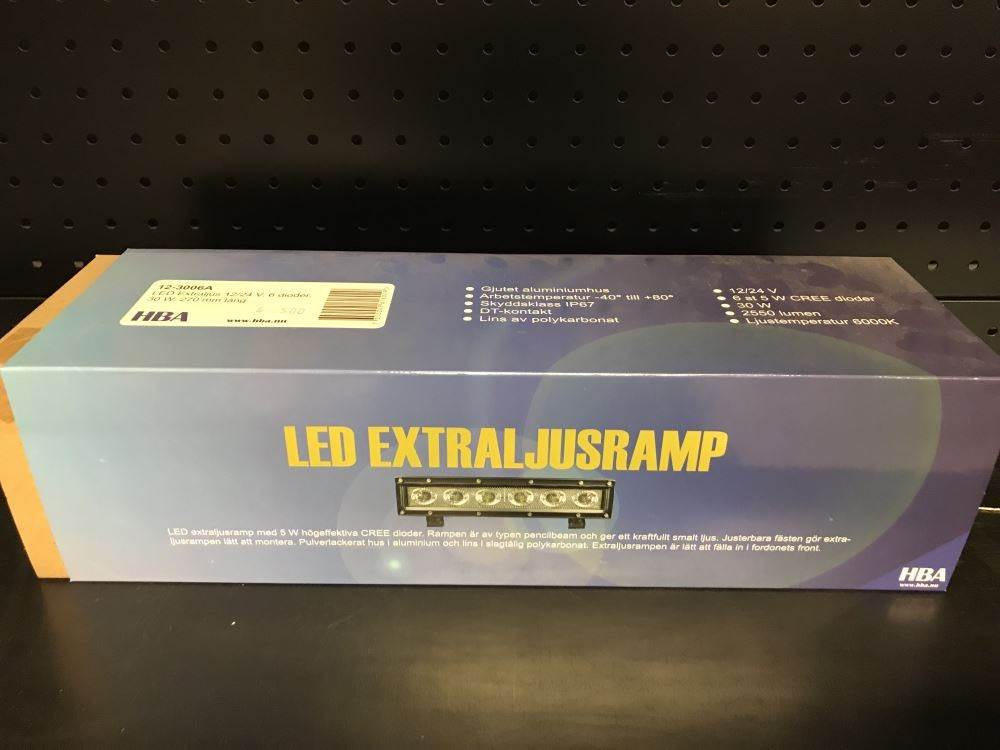 12-3006A
LED Extraljus 12/24 V. 6 dioder.
30 W. 270 mm lång
HBA
www.hba.nu
500
Gjutet aluminiumhus
Arbetstemperatur -40° till +80°
Skyddsklass IP67
DT-kontakt
Lins av polykarbonat
12/24 V
6 st 5 W CREE dioder
30 W
2550 lumen
Ljustemperatur 6000K
LED EXTRALJUSRAMP
LED extraljusramp med 5 W högeffektiva CREE dioder. Rampen är av typen pencilbeam och ger ett kraftfullt smalt ljus. Justerbara fästen gör extra-
ljusrampen lätt att montera. Pulverlackerat hus i aluminium och lins i slagtålig polykarbonat. Extraljusrampen är lätt att fälla in i fordonets front.
HBA
www.hba.nu